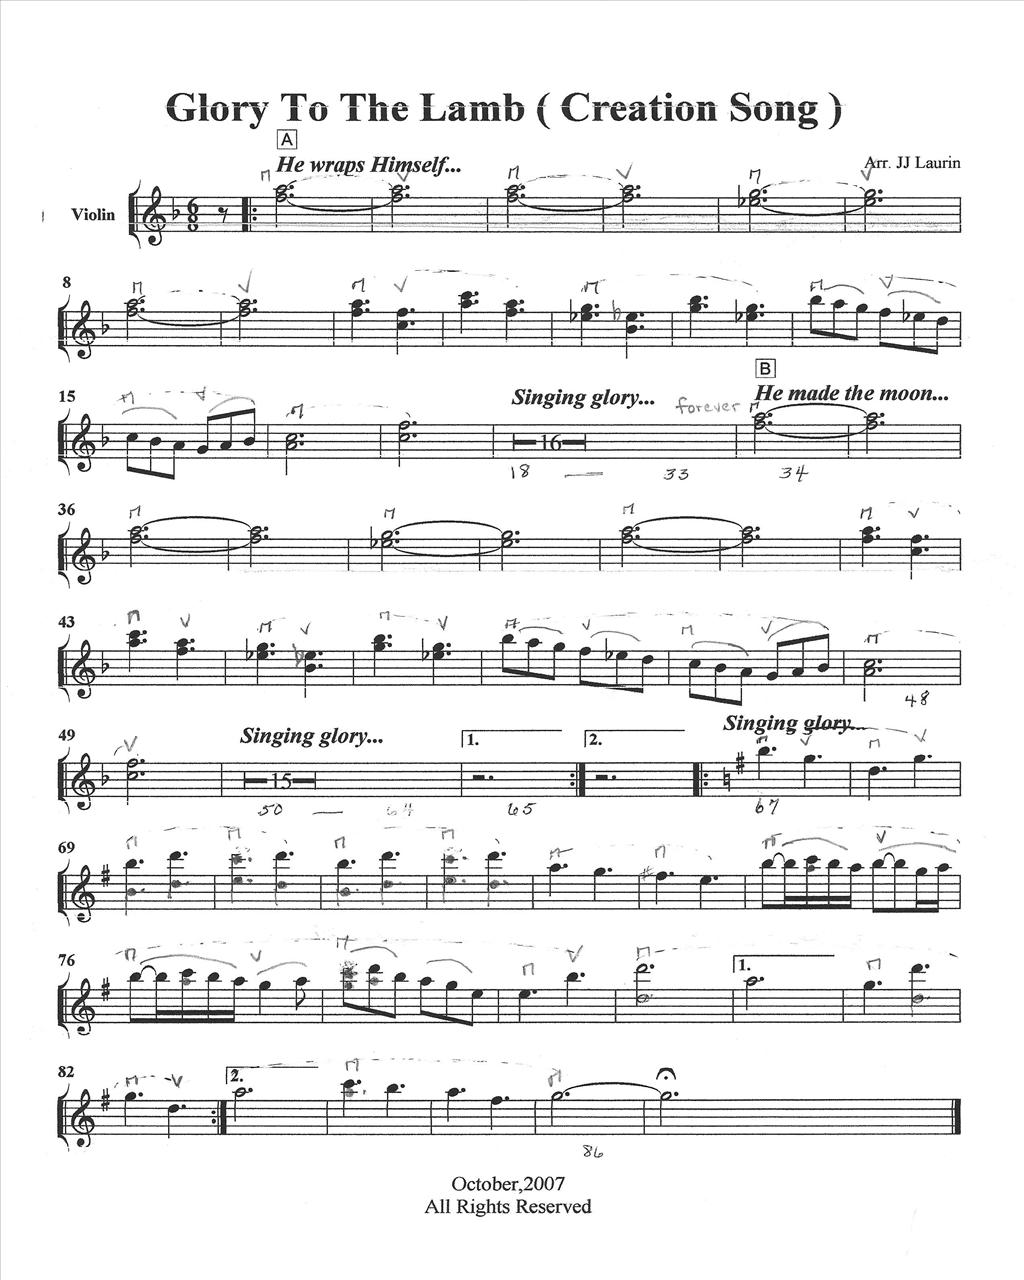 Glory To The Lamb ( Creation Song )
A
He wraps Himself...
Arr. JJ Laurin
Violin
6
8
8
B
15
Singing glory...
forever
He made the moon...
16
18 — 33
34
36
43
48
49
Singing glory...
1.
2.
Singing glory...
15
50 — 64
65
67
69
76
1.
82
2.
86
October,2007
All Rights Reserved